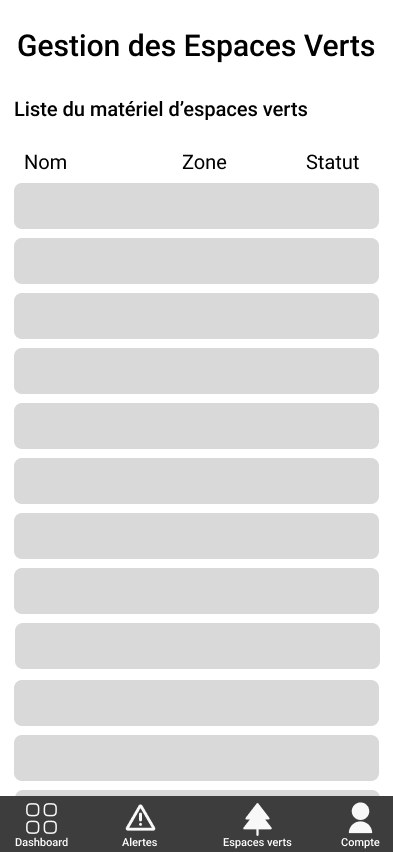 Gestion des Espaces Verts
Liste du matériel d’espaces verts
Nom Zone Statut
Dashboard Alertes Espaces verts Compte